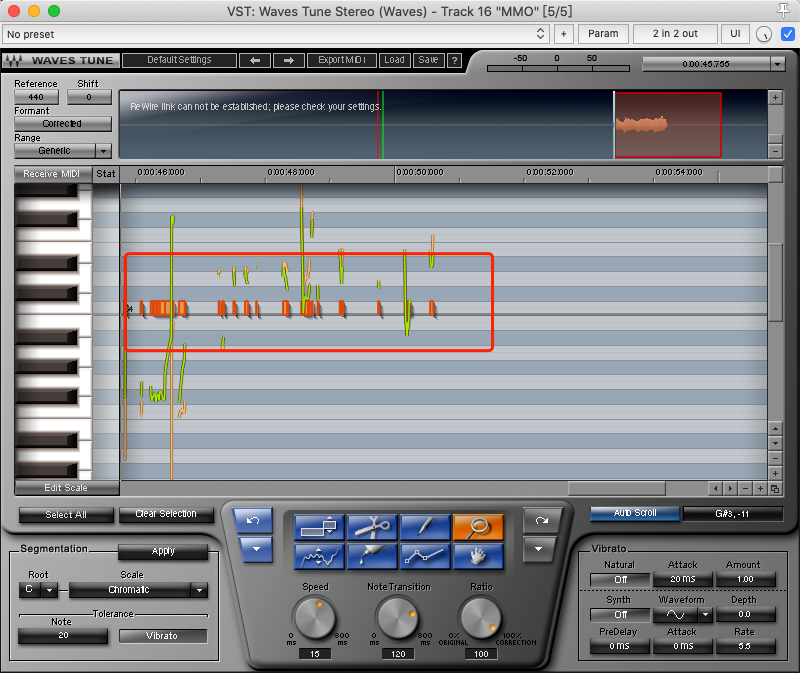 VST: Waves Tune Stereo (Waves) - Track 16 "MMO" [5/5]
No preset
+
Param
2 in 2 out
UI
WAVES TUNE
Default Settings
Export MIDI
Load
Save
?
-50 0 50
0:00:45.755
Reference
Shift
440
0
Formant
Corrected
Range
Generic
ReWire link can not be established; please check your settings.
Receive MIDI
Stat
0:00:46:000
0:00:48:000
0:00:50:000
0:00:52:000
0:00:54:000
Edit Scale
Select All
Clear Selection
Auto Scroll
G#3, -11
Segmentation
Apply
Root
Scale
C
Chromatic
Tolerance
Note
20
Vibrato
Speed
Note Transition
Ratio
0 ms
800 ms
0 ms
800 ms
0% ORIGINAL
100% CORRECTION
15
120
100
Vibrato
Natural
Attack
Amount
Off
20 ms
1.00
Synth
Waveform
Depth
Off
0.0
PreDelay
Attack
Rate
0 ms
0 ms
5.5